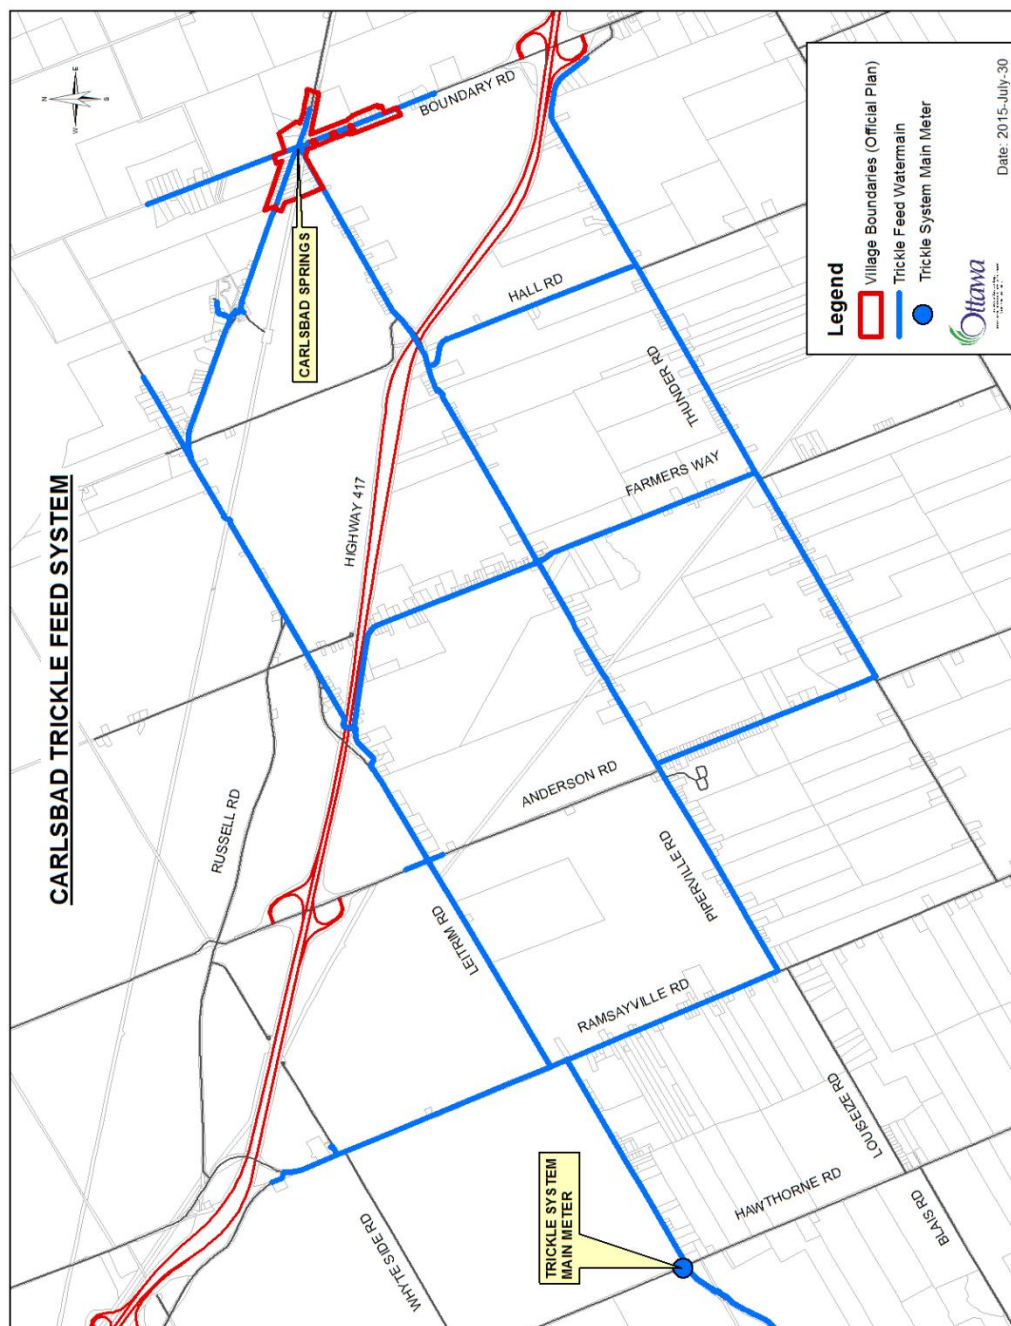 CARLSBAD TRICKLE FEED SYSTEM
N
W
E
S
BOUNDARY RD
CARLSBAD SPRINGS
HALL RD
HIGHWAY 417
THUNDER RD
FARMERS WAY
RUSSELL RD
ANDERSON RD
PIPERVILLE RD
LEITRIM RD
RAMSAYVILLE RD
LOUISEIZE RD
HAWTHORNE RD
BLAIS RD
WHYTE SIDE RD
TRICKLE SYSTEM
MAIN METER
Legend
Village Boundaries (Official Plan)
Trickle Feed Watermain
Trickle System Main Meter
Ottawa
Date: 2015-July-30